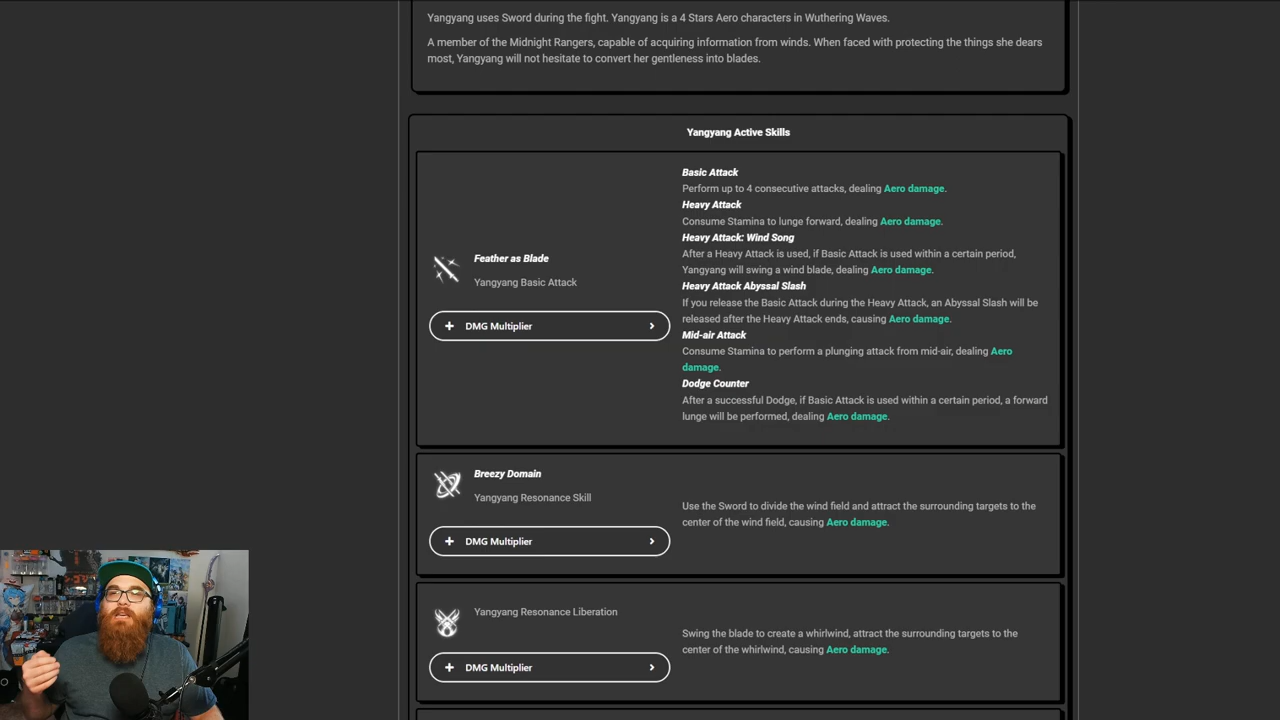 Yangyang uses Sword during the fight. Yangyang is a 4 Stars Aero characters in Wuthering Waves.
A member of the Midnight Rangers, capable of acquiring information from winds. When faced with protecting the things she dears
most, Yangyang will not hesitate to convert her gentleness into blades.
Yangyang Active Skills
Feather as Blade
Yangyang Basic Attack
+ DMG Multiplier >
Basic Attack
Perform up to 4 consecutive attacks, dealing Aero damage.
Heavy Attack
Consume Stamina to lunge forward, dealing Aero damage.
Heavy Attack: Wind Song
After a Heavy Attack is used, if Basic Attack is used within a certain period,
Yangyang will swing a wind blade, dealing Aero damage.
Heavy Attack Abyssal Slash
If you release the Basic Attack during the Heavy Attack, an Abyssal Slash will be
released after the Heavy Attack ends, causing Aero damage.
Mid-air Attack
Consume Stamina to perform a plunging attack from mid-air, dealing Aero
damage.
Dodge Counter
After a successful Dodge, if Basic Attack is used within a certain period, a forward
lunge will be performed, dealing Aero damage.
Breezy Domain
Yangyang Resonance Skill
+ DMG Multiplier >
Use the Sword to divide the wind field and attract the surrounding targets to the
center of the wind field, causing Aero damage.
Yangyang Resonance Liberation
+ DMG Multiplier >
Swing the blade to create a whirlwind, attract the surrounding targets to the
center of the whirlwind, causing Aero damage.